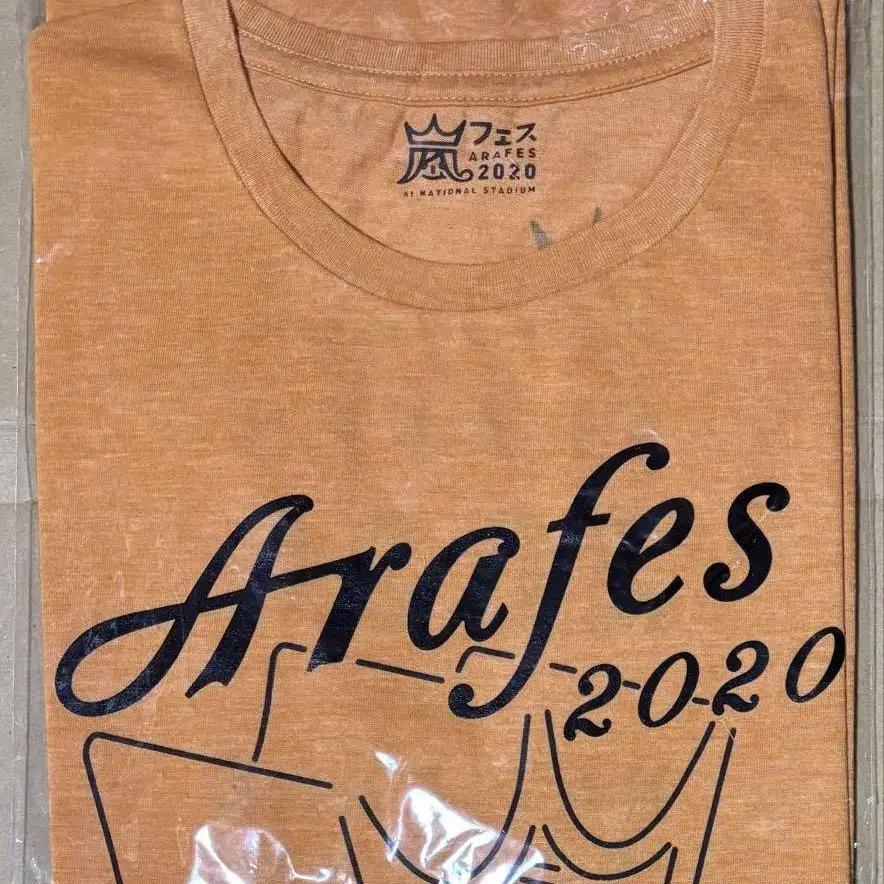 嵐フェス
ARAFES
2020
at NATIONAL STADIUM
Arafes
2020